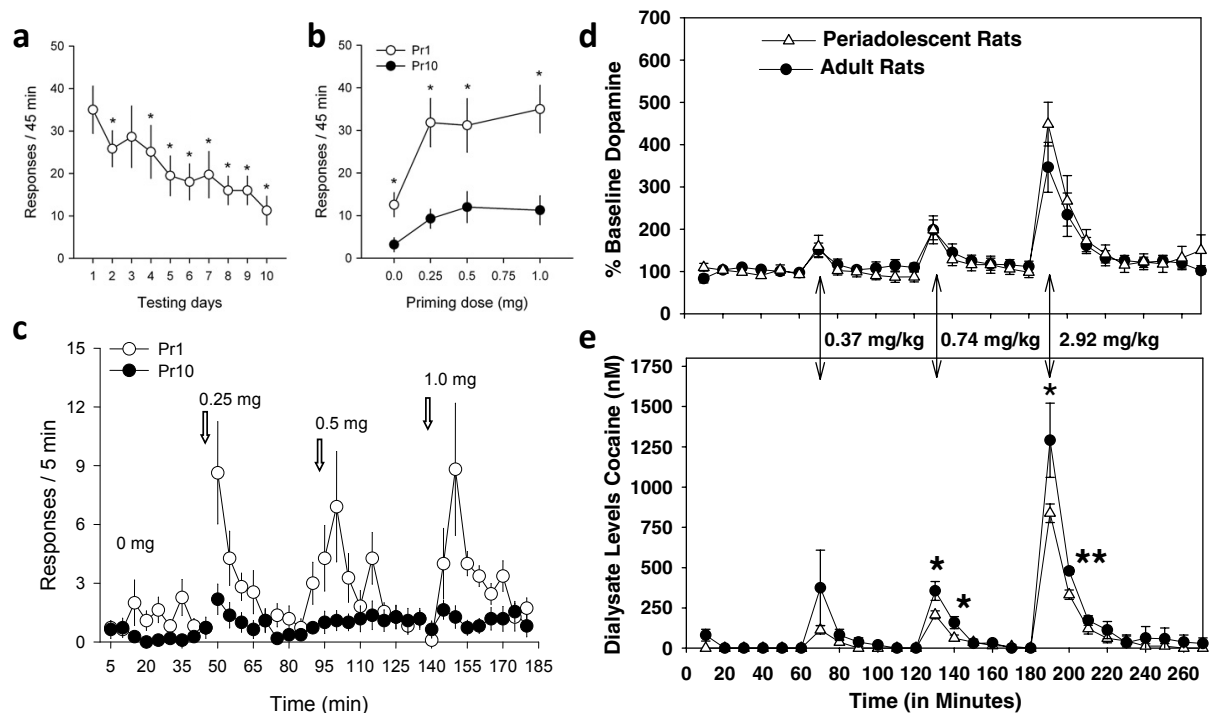 a
50
40
30
20
10
0
Responses / 45 min
* * * * * * * *
1 2 3 4 5 6 7 8 9 10
Testing days
b
50
40
30
20
10
0
Responses / 45 min
Pr1
Pr10
* * * *
0.0 0.25 0.5 0.75 1.0
Priming dose (mg)
c
15
12
9
6
3
0
Responses / 5 min
Pr1
Pr10
0 mg
0.25 mg
0.5 mg
1.0 mg
5 20 35 50 65 80 95 110 125 140 155 170 185
Time (min)
d
700
600
500
400
300
200
100
0
% Baseline Dopamine
Periadolescent Rats
Adult Rats
0.37 mg/kg
0.74 mg/kg
2.92 mg/kg
e
1750
1500
1250
1000
750
500
250
0
Dialysate Levels Cocaine (nM)
*
*
*
**
0 20 40 60 80 100 120 140 160 180 200 220 240 260
Time (in Minutes)